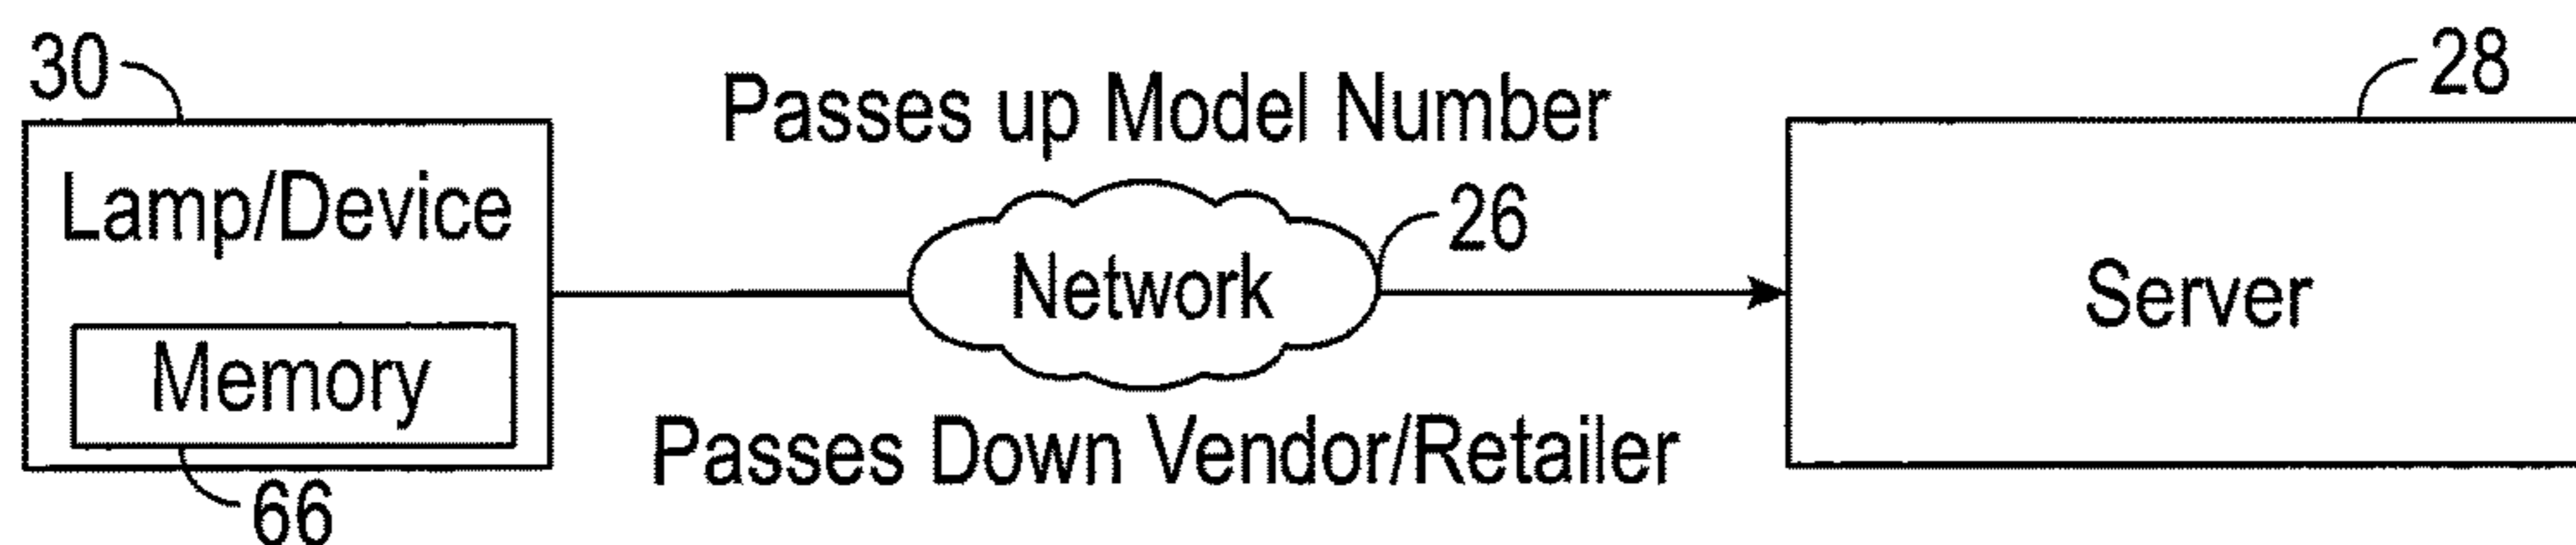 30
Passes up Model Number
28
Lamp/Device
26
Network
Server
Memory
Passes Down Vendor/Retailer
66